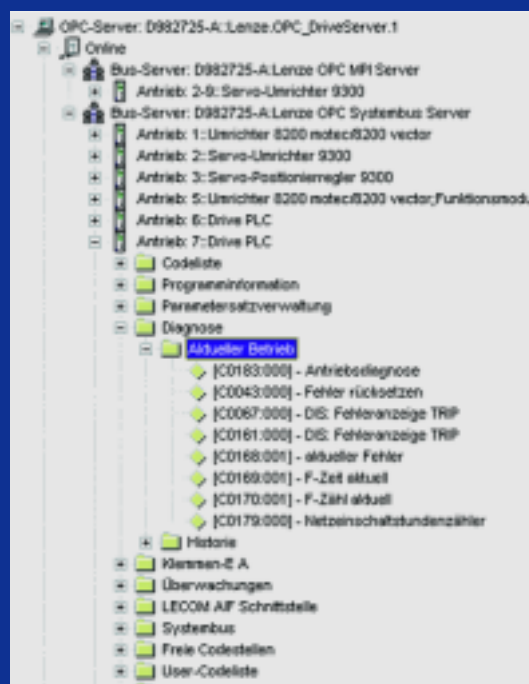 OPC-Server: D982725-A::Lenze.OPC_DriveServer.1
Online
Bus-Server: D982725-A:Lenze OPC MPI Server
Antrieb: 2-9::Servo-Umrichter 9300
Bus-Server: D982725-A:Lenze OPC Systembus Server
Antrieb: 1::Umrichter 8200 motec/8200 vector
Antrieb: 2::Servo-Umrichter 9300
Antrieb: 3::Servo-Positionierregler 9300
Antrieb: 5::Umrichter 8200 motec/8200 vector,Funktionsmodu
Antrieb: 6::Drive PLC
Antrieb: 7::Drive PLC
Codeliste
Programminformation
Parametersatzverwaltung
Diagnose
Aktueller Betrieb
[C0183:000] - Antriebsdiagnose
[C0043:000] - Fehler rücksetzen
[C0067:000] - DIS: Fehleranzeige TRIP
[C0161:000] - DIS: Fehleranzeige TRIP
[C0168:001] - aktueller Fehler
[C0169:001] - F-Zeit aktuell
[C0170:001] - F-Zähl aktuell
[C0179:000] - Netzeinschaltstundenzähler
Historie
Klemmen-E A
Überwachungen
LECOM AIF Schnittstelle
Systembus
Freie Codestellen
User-Codeliste